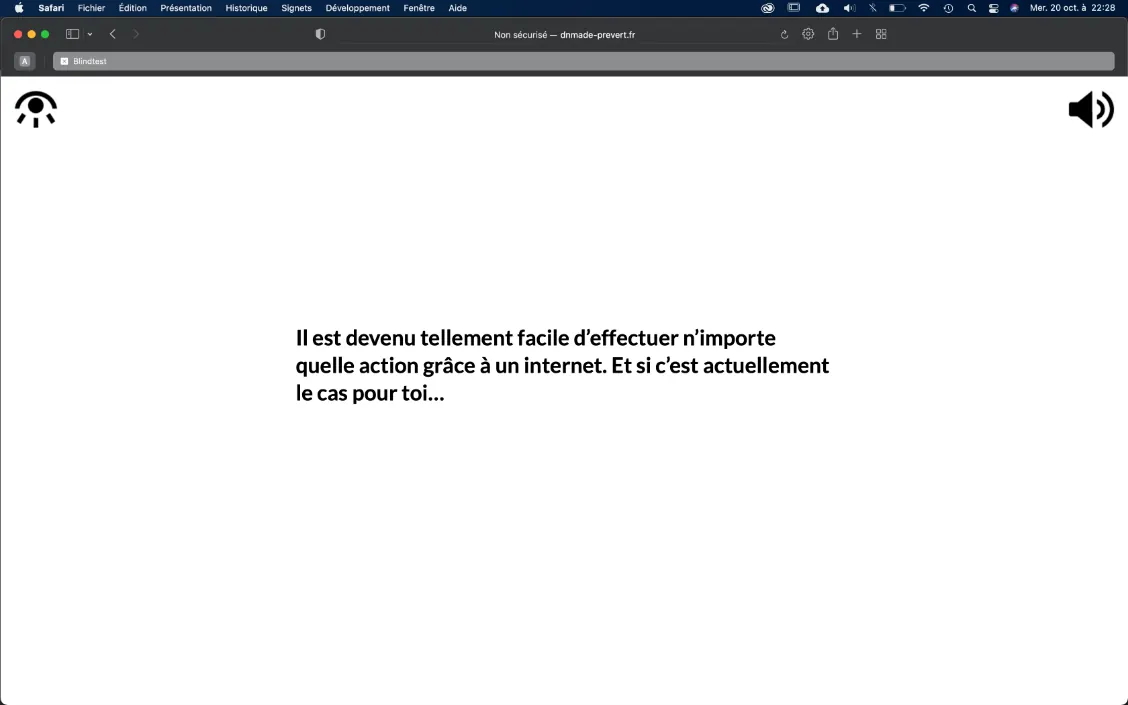 Safari Fichier Édition Présentation Historique Signets Développement Fenêtre Aide Mer. 20 oct. à 22:28
Non sécurisé — dnmade-prevert.fr
A Blindtest
Il est devenu tellement facile d’effectuer n’importe
quelle action grâce à un internet. Et si c’est actuellement
le cas pour toi…